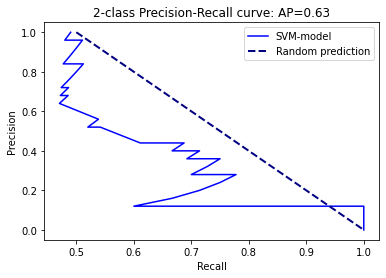 2-class Precision-Recall curve: AP=0.63
SVM-model
Random prediction
Precision
1.0
0.8
0.6
0.4
0.2
0.0
0.5 0.6 0.7 0.8 0.9 1.0
Recall